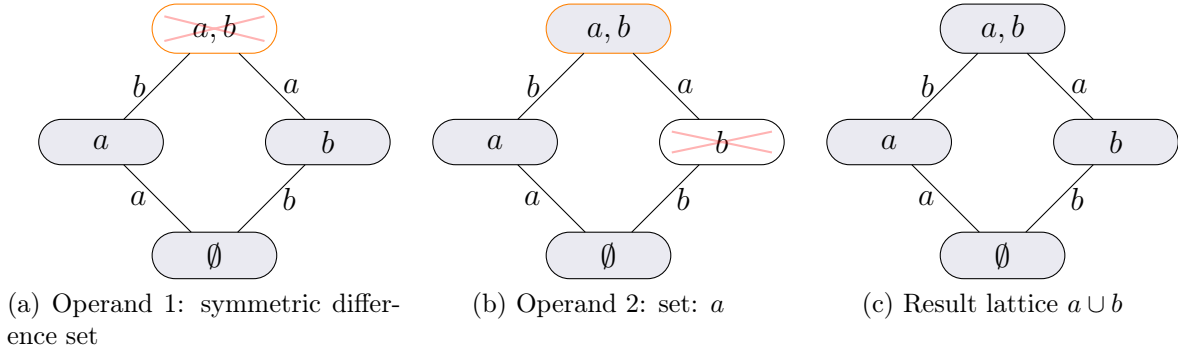 a, b
a, b
a, b
b a
b a
b a
a b
a b
a b
a b
a b
a b
∅
∅
∅
(a) Operand 1: symmetric differ-
ence set
(b) Operand 2: set: a
(c) Result lattice a ∪ b